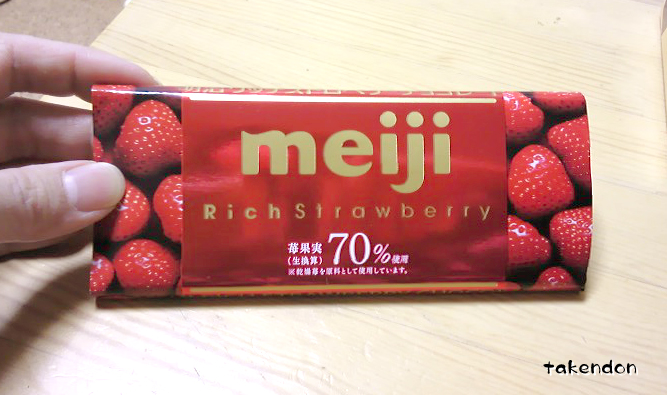 meiji
Rich Strawberry
苺果実
(生換算)
70%使用
※乾燥苺を原料として使用しています。
takendon